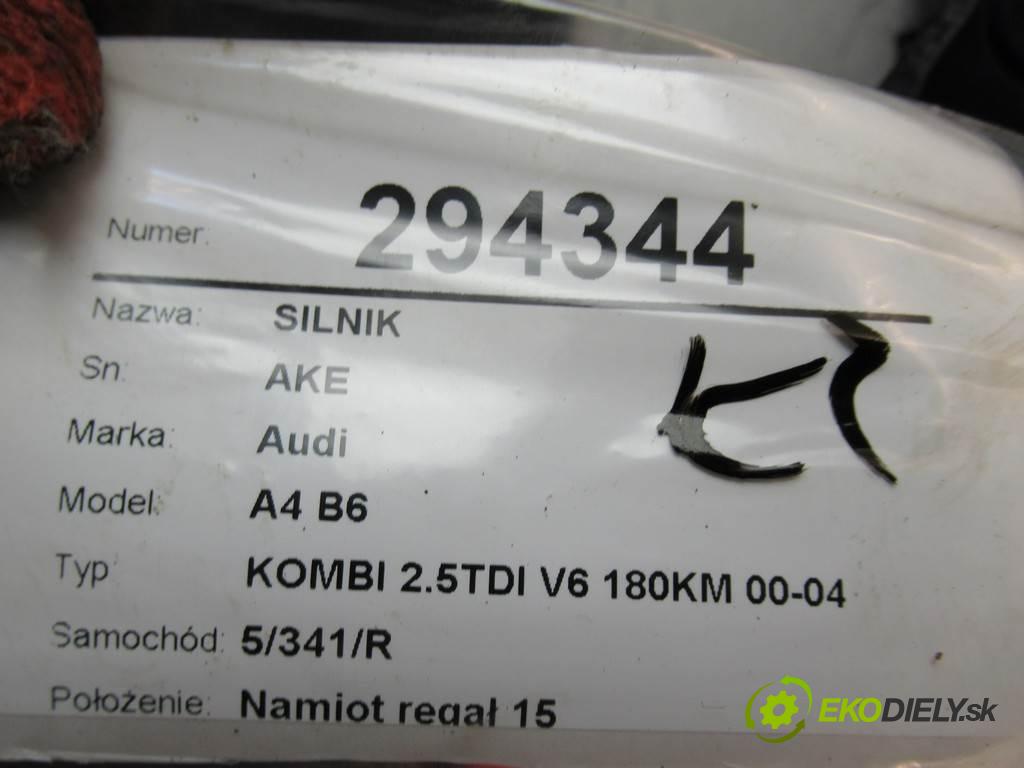 Numer: 294344
Nazwa: SILNIK
Sn: AKE
Marka: Audi
Model: A4 B6
Typ: KOMBI 2.5TDI V6 180KM 00-04
Samochód: 5/341/R
Położenie: Namiot regał 15
EKODIELY.sk